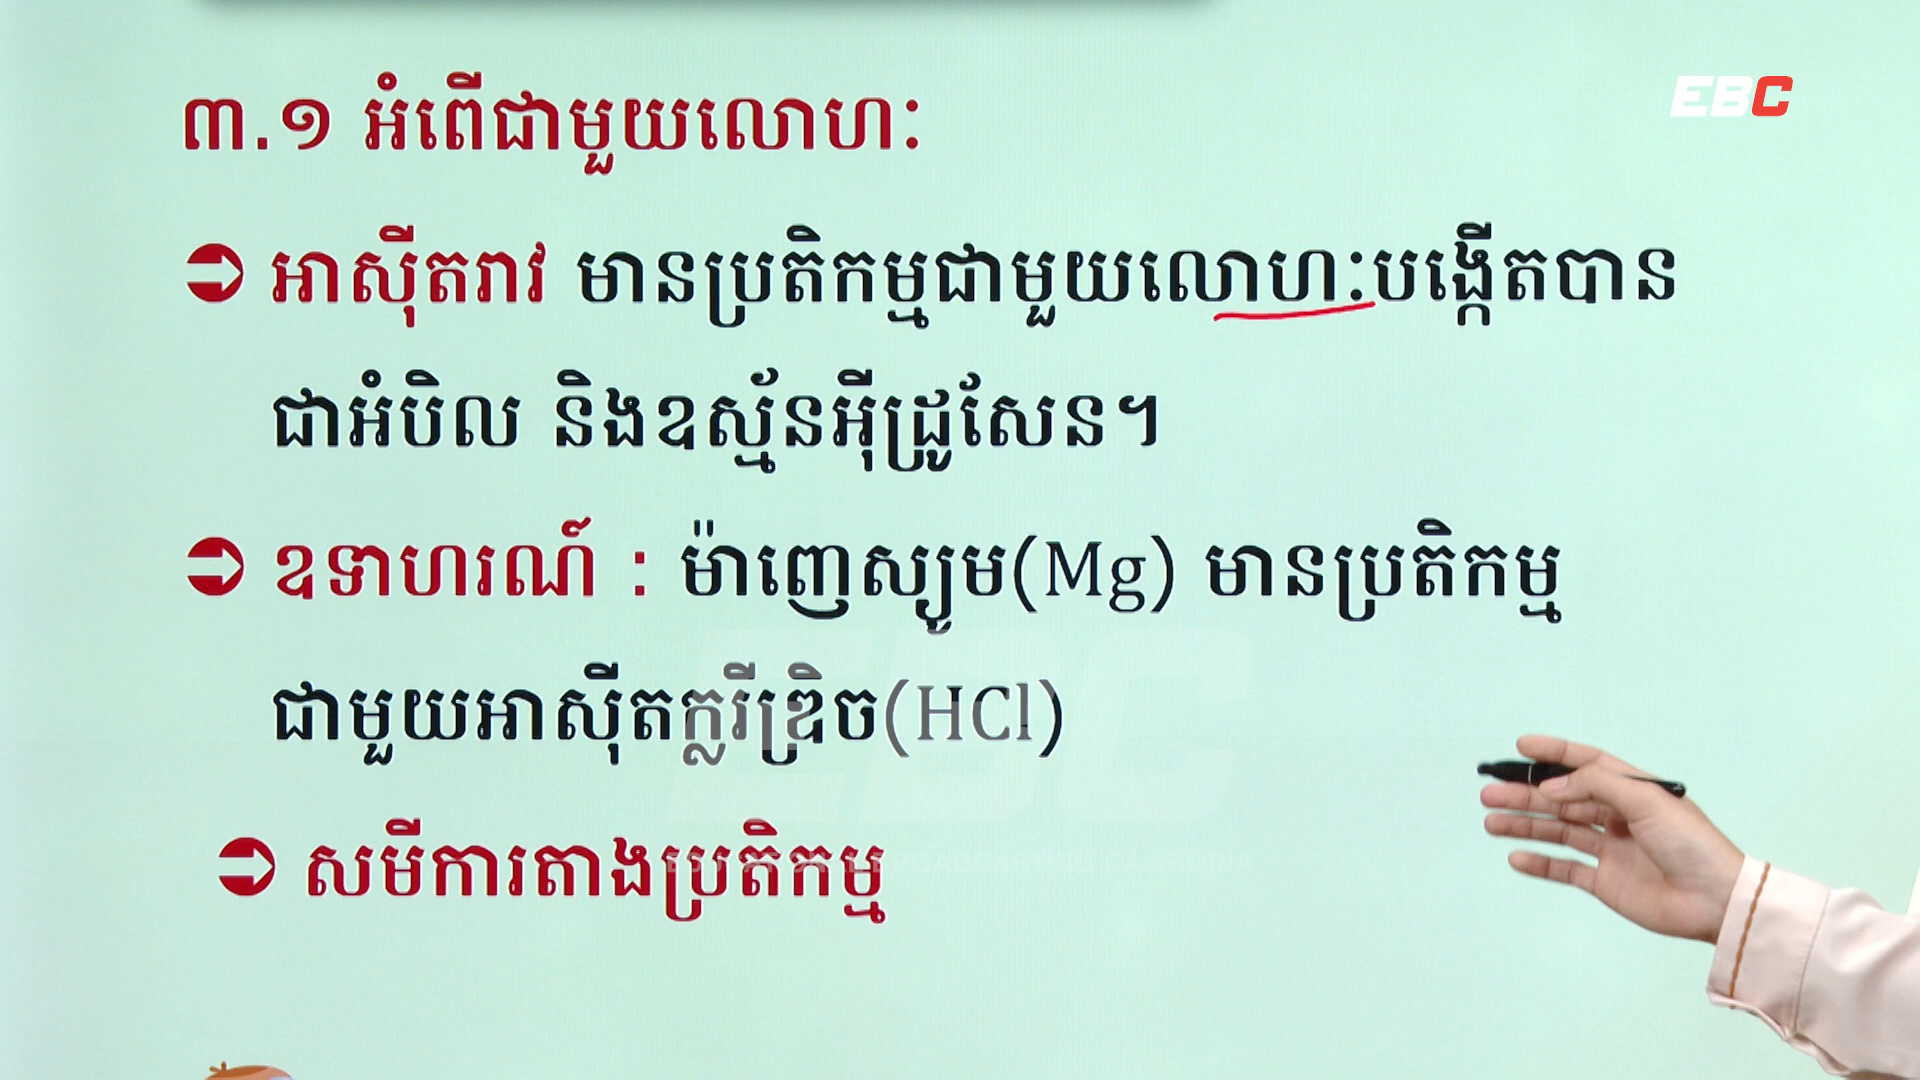 EBC
៣.១ អំពើជាមួយលោហៈ
➲ អាស៊ីតរាវ មានប្រតិកម្មជាមួយលោហៈបង្កើតបាន
ជាអំបិល និងឧស្ម័នអ៊ីដ្រូសែន។
➲ ឧទាហរណ៍ : ម៉ាញេស្យូម(Mg) មានប្រតិកម្ម
ជាមួយអាស៊ីតក្លរីឌ្រិច(HCl)
➲ សមីការតាងប្រតិកម្ម
EBC